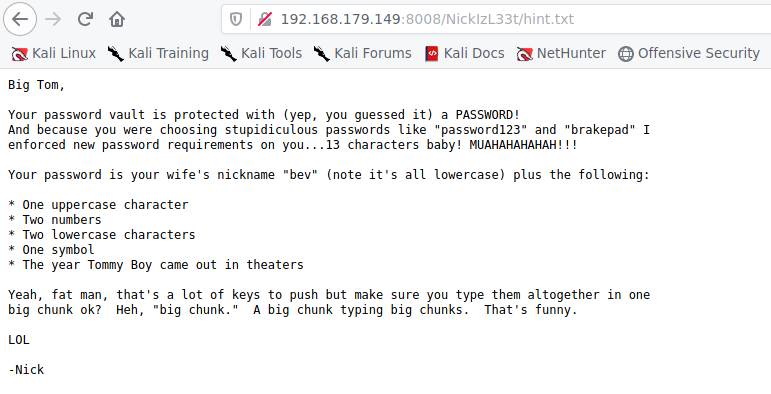 192.168.179.149:8008/NickIzL33t/hint.txt
Kali Linux Kali Training Kali Tools Kali Forums Kali Docs NetHunter Offensive Security
Big Tom,
Your password vault is protected with (yep, you guessed it) a PASSWORD!
And because you were choosing stupidiculous passwords like "password123" and "brakepad" I
enforced new password requirements on you...13 characters baby! MUAHAHAHAHAH!!!
Your password is your wife's nickname "bev" (note it's all lowercase) plus the following:
* One uppercase character
* Two numbers
* Two lowercase characters
* One symbol
* The year Tommy Boy came out in theaters
Yeah, fat man, that's a lot of keys to push but make sure you type them altogether in one
big chunk ok?  Heh, "big chunk."  A big chunk typing big chunks.  That's funny.
LOL
-Nick